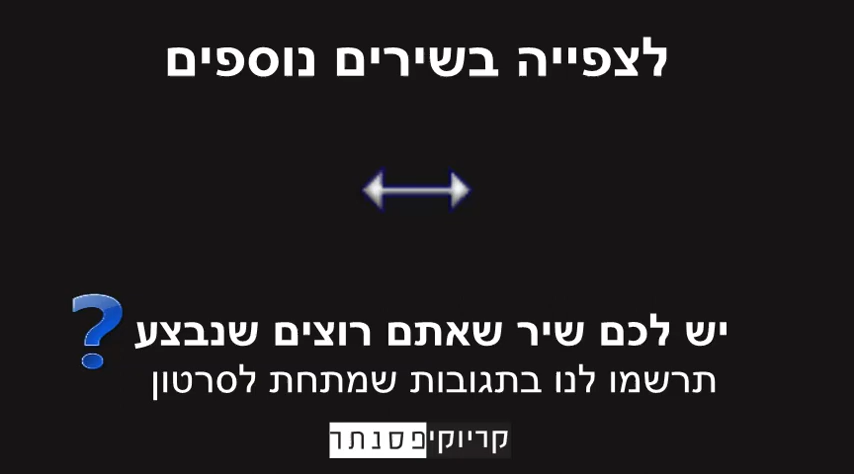 לצפייה בשירים נוספים
יש לכם שיר שאתם רוצים שנבצע?
תרשמו לנו בתגובות שמתחת לסרטון
קריוקיפסנתר